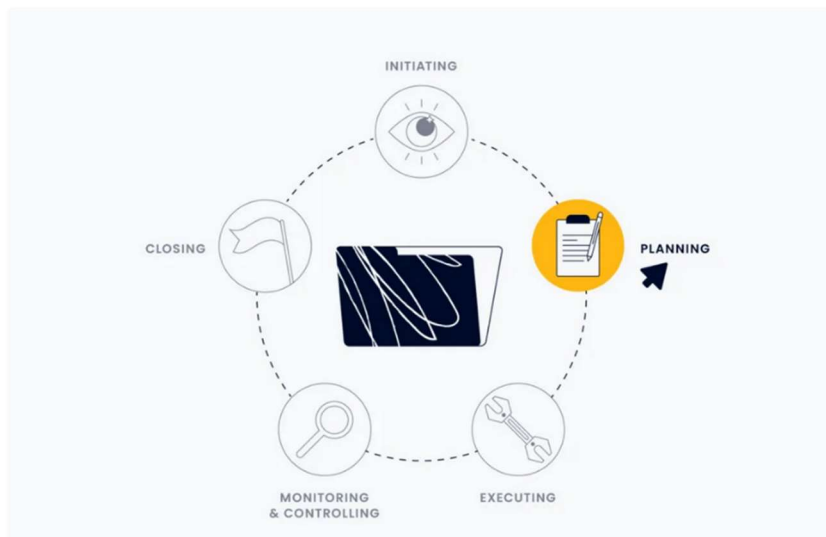 INITIATING
PLANNING
EXECUTING
MONITORING
& CONTROLLING
CLOSING